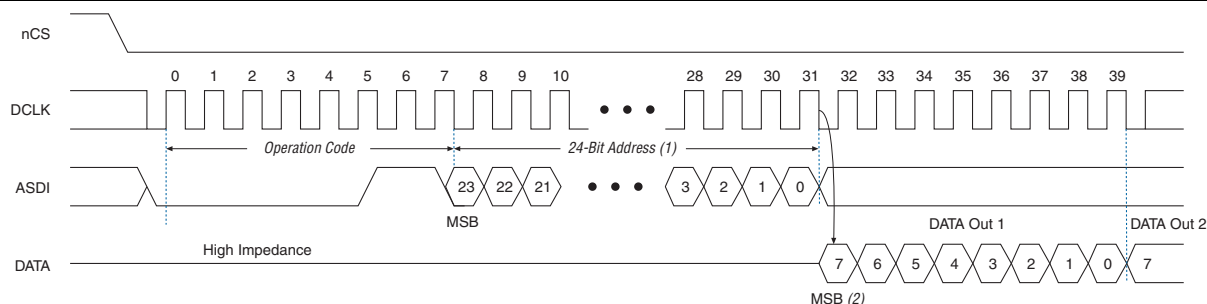 nCS
0 1 2 3 4 5 6 7 8 9 10 28 29 30 31 32 33 34 35 36 37 38 39
DCLK
Operation Code 24-Bit Address (1)
ASDI 23 22 21 3 2 1 0
MSB DATA Out 1 DATA Out 2
High Impedance
DATA 7 6 5 4 3 2 1 0 7
MSB (2)